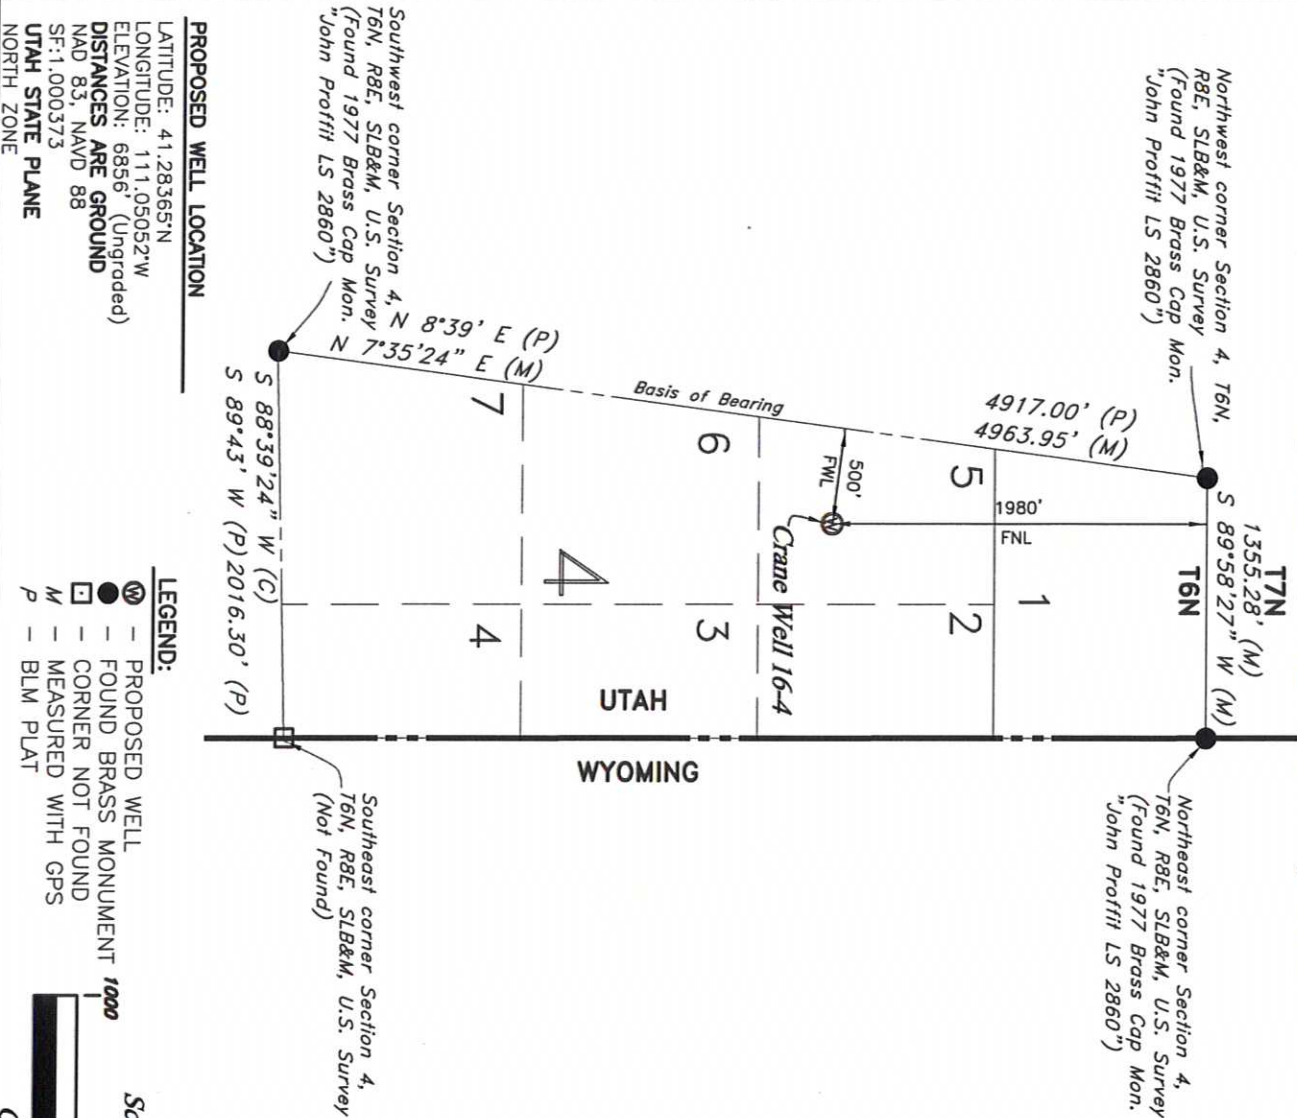 Northwest corner Section 4, T6N,
R8E, SLB&M, U.S. Survey
(Found 1977 Brass Cap Mon.
"John Proffit LS 2860")
T7N
1355.28' (M)
S 89°58'27" W (M)
T6N
Northeast corner Section 4,
T6N, R8E, SLB&M, U.S. Survey
(Found 1977 Brass Cap Mon.
"John Proffit LS 2860")
4917.00' (P)
4963.95' (M)
1980'
FNL
1
5
2
500'
FWL
W
Crane Well 16-4
Basis of Bearing
6
3
UTAH
WYOMING
4
7
4
N 8°39' E (P)
N 7°35'24" E (M)
Southwest corner Section 4,
T6N, R8E, SLB&M, U.S. Survey
(Found 1977 Brass Cap Mon.
"John Proffit LS 2860")
S 88°39'24" W (C)
S 89°43' W (P) 2016.30' (P)
Southeast corner Section 4,
T6N, R8E, SLB&M, U.S. Survey
(Not Found)
PROPOSED WELL LOCATION
LATITUDE: 41.28365°N
LONGITUDE: 111.05052°W
ELEVATION: 6856' (Ungraded)
DISTANCES ARE GROUND
NAD 83, NAVD 88
SF:1.000373
UTAH STATE PLANE
NORTH ZONE
LEGEND:
W – PROPOSED WELL
– FOUND BRASS MONUMENT
– CORNER NOT FOUND
M – MEASURED WITH GPS
P – BLM PLAT
1000